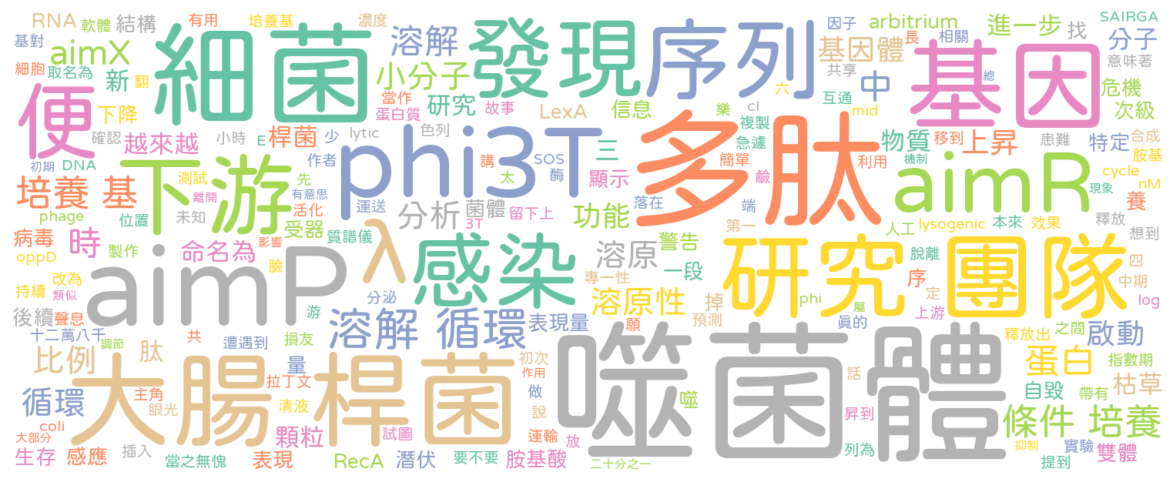 RNA 軟體 結構 有用 培養基 濃度 因子 arbitrium 進一步 找 SAIRGA
基對 aimX 新 細菌 溶解 發現 序列 基因體 長 相關 中 基因 分子 意味著
細胞 取名為 翻 小分子 共享 六 互通 總 危機
便 下降 當作 蛋白質 研究 故事 LexA 信息 樂 cI mid 複製 次級
確認 越來越 小時 E 桿菌 少 lytic 色列 phi3T 三 多肽 急遽 物質 移到 上昇 患難 特定 合成
初期 DNA 下游 作者 講 SOS 酶 太 顯示 簡單 鹼 利用 機制 aimR cycle 胺基 nM
培養 基 測試 離開 先 有意思 活化 運送 分析 菌體 留下上 功能 落在 端 現象 養
phage 位置 未知 受器 3T 第一 人工 lysogenic 本來 效果 釋放
病毒 時 製作 命名為 影響 質譜儀 λ 感染 溶原 警告 研究 團隊 脫離 想到
oppD aimP 臉 專一性 一段 序 四 中期
持續 改為 類似 分泌 溶原性 掉 phi 屬 定 上游 log
後續 聲息 游 願 預測 釋放出 之間
十二萬八千 調節 共 遭遇到 損友 溶解 循環 表現量 啟動
比例 肽 量 初次 噬菌體 話 蛋白 指數期
大腸 桿菌 拉丁文 作用 做 自毀 帶有 枯草
循環 主角 眼光 清液 說 噬 昇到 條件 培養
coli 顆粒 試圖 運輸 放
大部分 插入 列為 抑制 實驗
生存 感應 當之無愧 表現 RecA 潛伏 要不要 胺基酸 二十分之一 提到 雙體